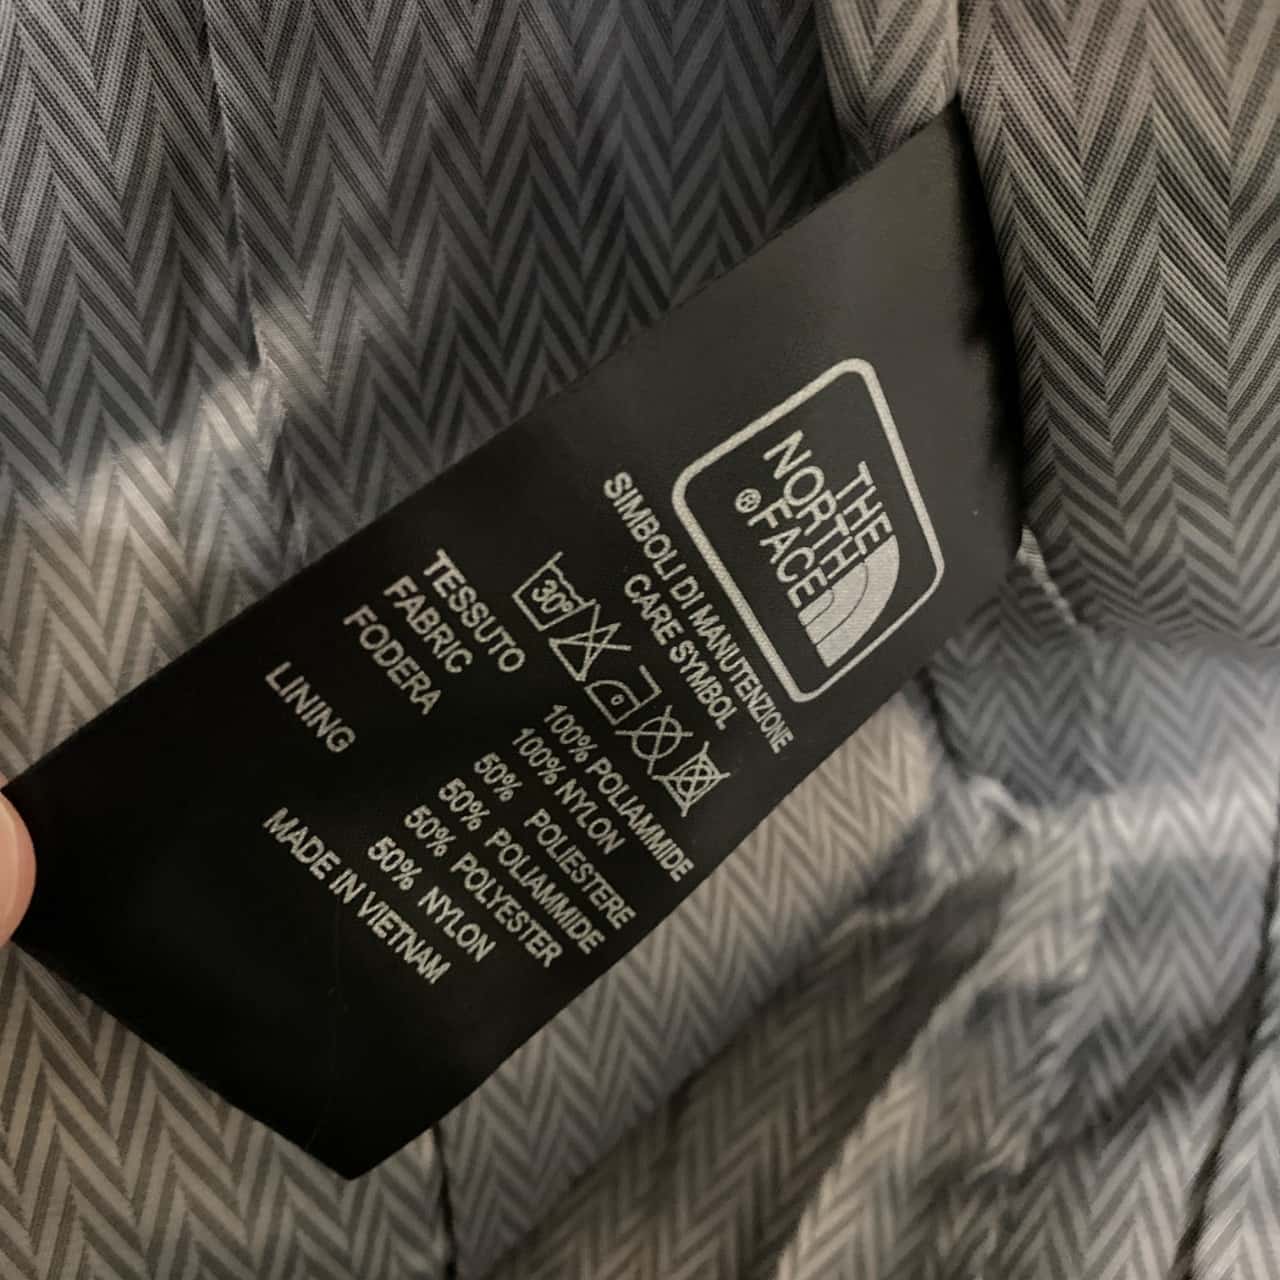 THE
NORTH
FACE
®
SIMBOLI DI MANUTENZIONE
CARE SYMBOL
30°
TESSUTO 100% POLIAMMIDE
FABRIC 100% NYLON
FODERA 50% POLIESTERE
50% POLIAMMIDE
LINING 50% POLYESTER
50% NYLON
MADE IN VIETNAM